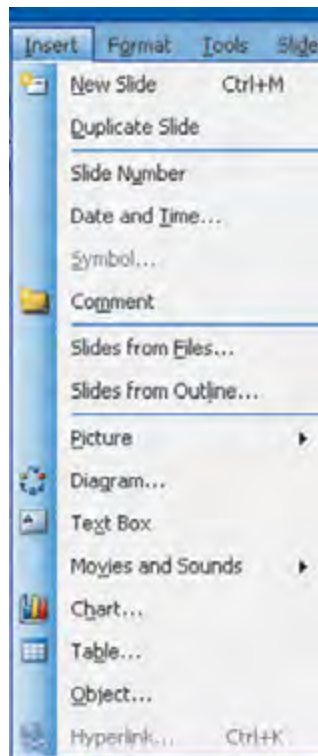 Insert Format Tools Slide
New Slide Ctrl+M
Duplicate Slide
Slide Number
Date and Time...
Symbol...
Comment
Slides from Files...
Slides from Outline...
Picture
Diagram...
Text Box
Movies and Sounds
Chart...
Table...
Object...
Hyperlink... Ctrl+K